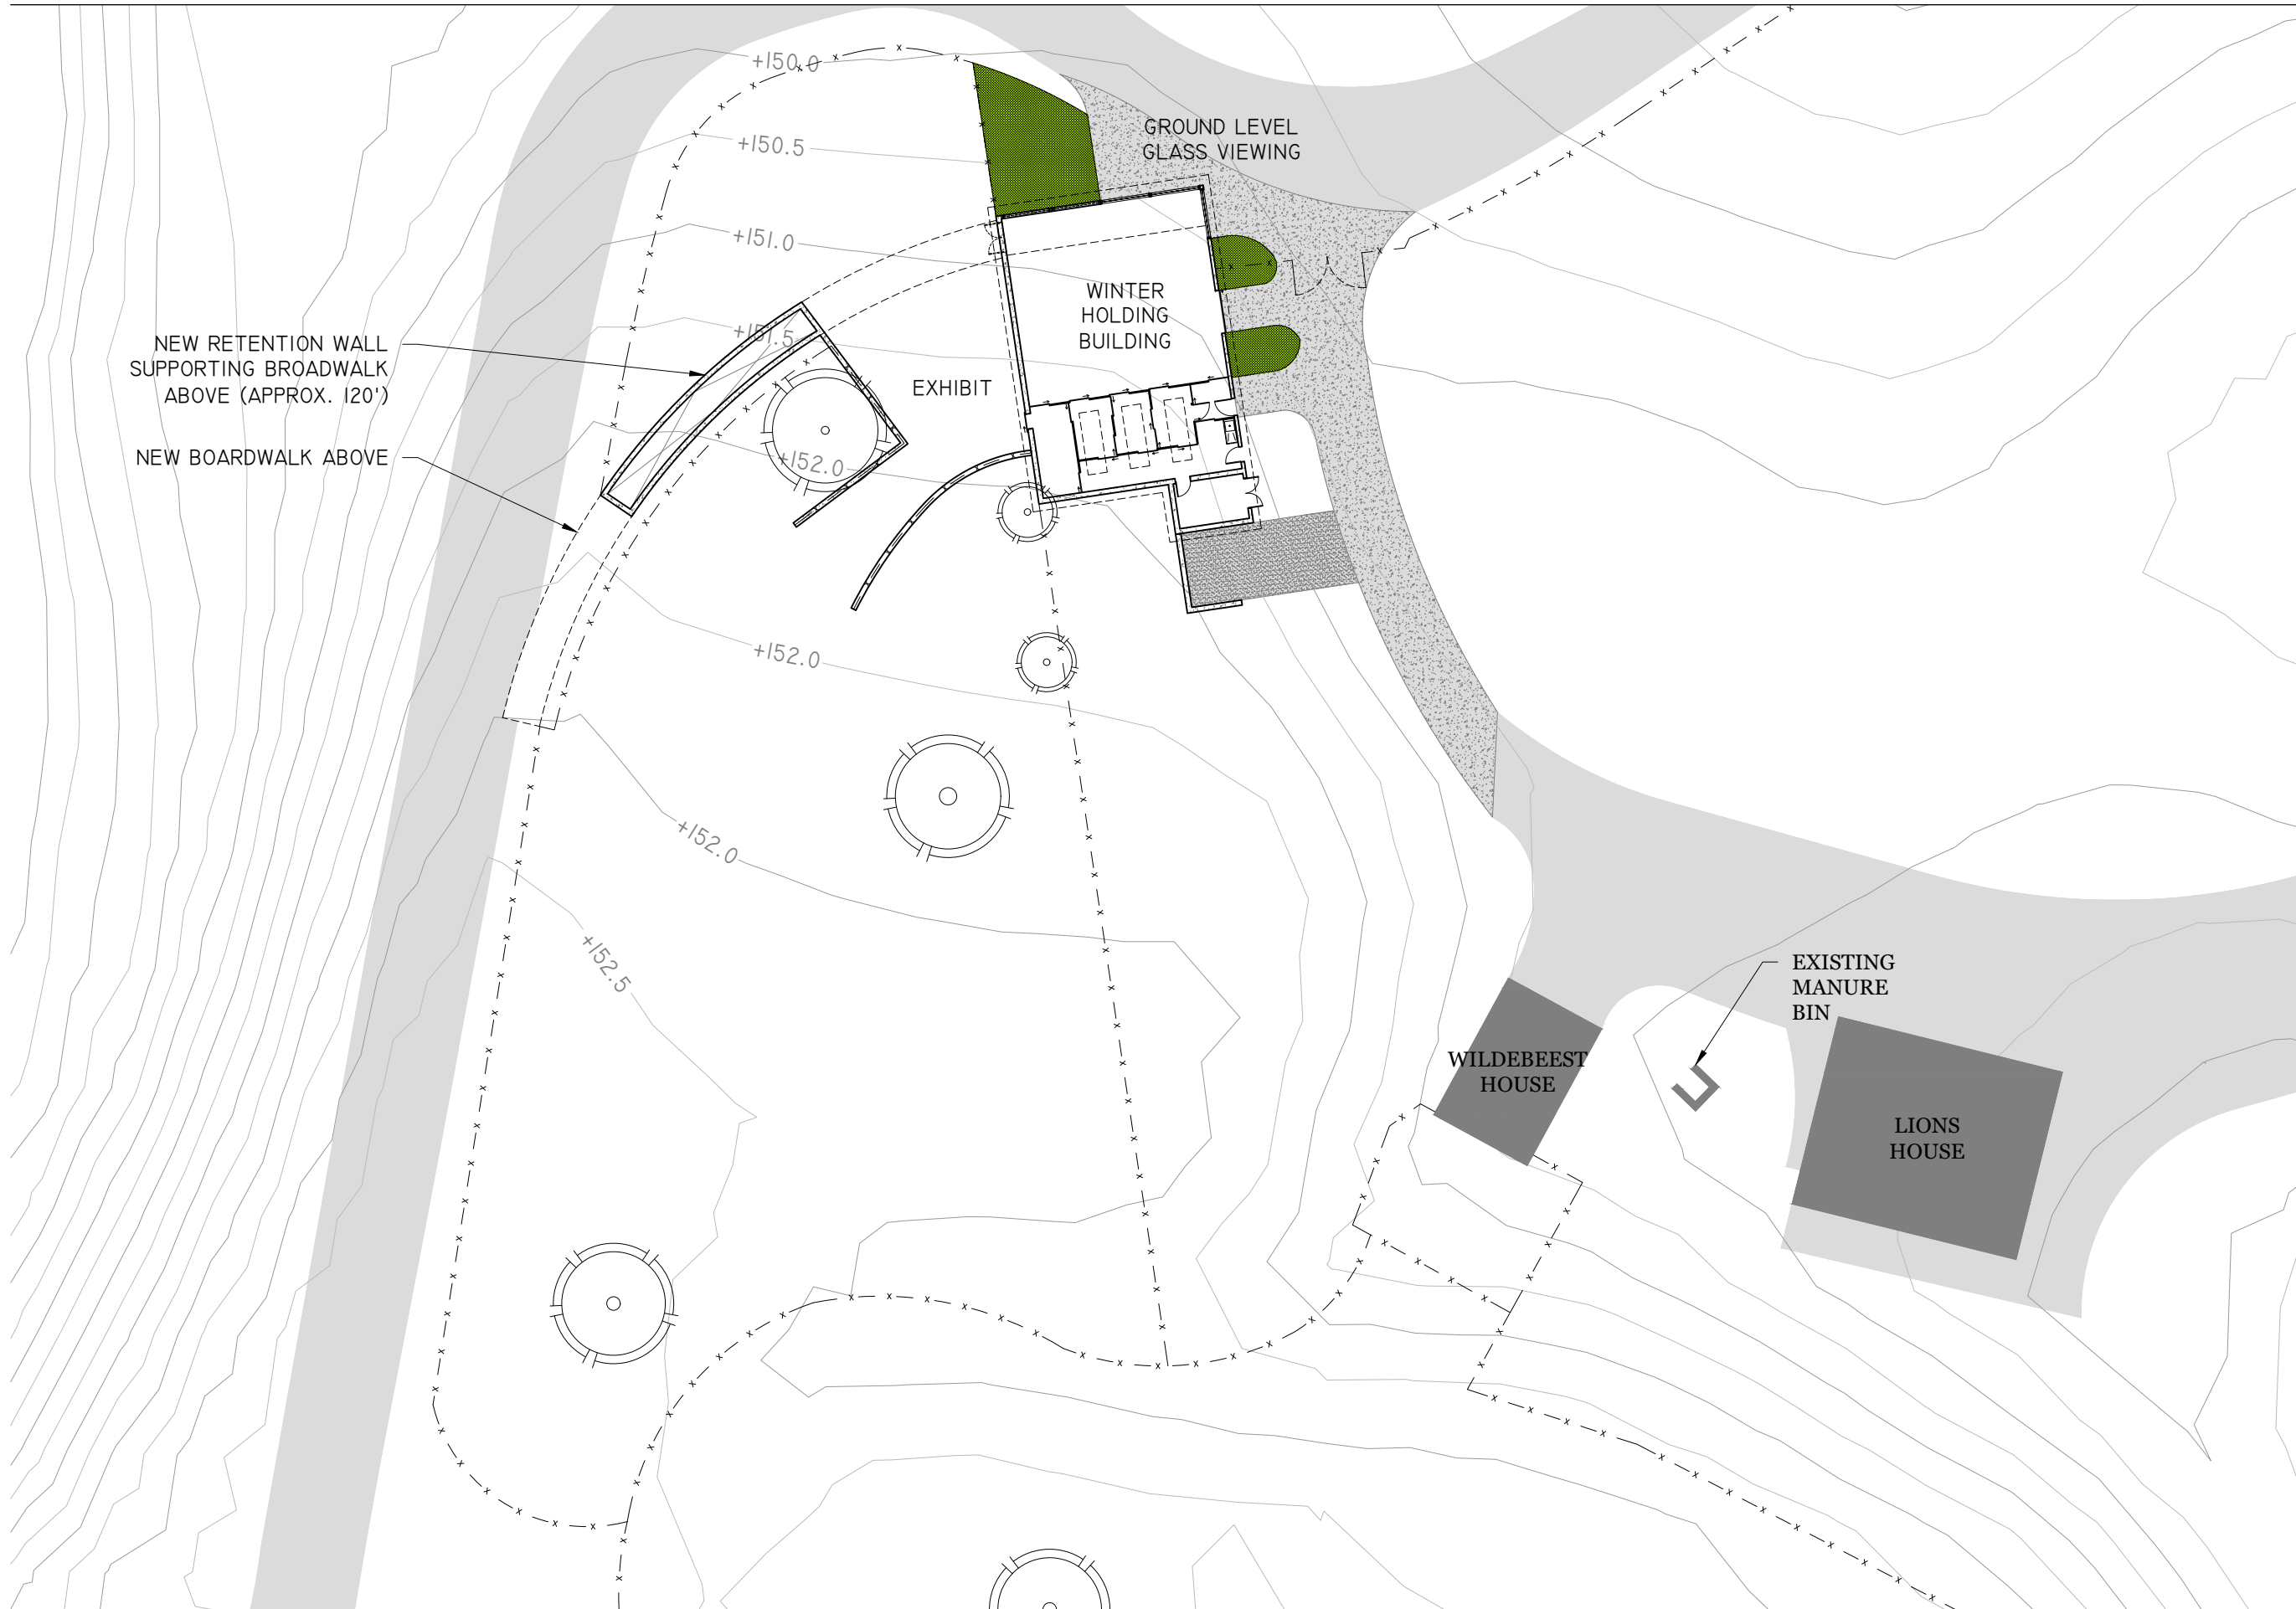 +150.0
GROUND LEVEL
GLASS VIEWING
+150.5
+151.0
WINTER
HOLDING
BUILDING
+151.5
NEW RETENTION WALL
SUPPORTING BROADWALK
ABOVE (APPROX. 120')
EXHIBIT
NEW BOARDWALK ABOVE
+152.0
+152.0
+152.0
+152.5
EXISTING
MANURE
BIN
WILDEBEEST
HOUSE
LIONS
HOUSE